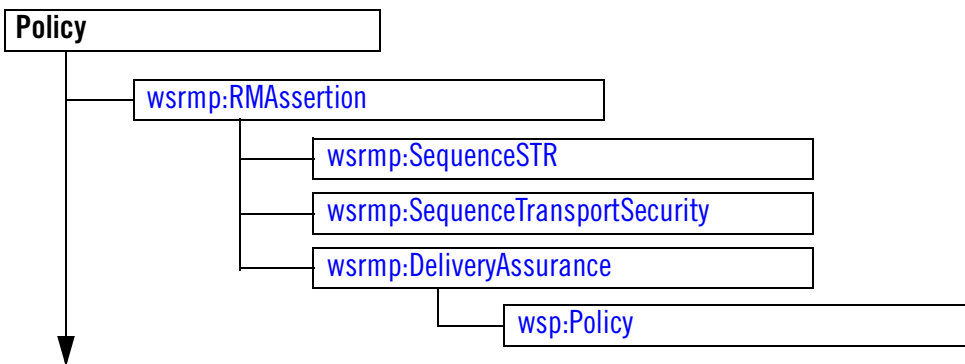 Policy
wsrmp:RMAssertion
wsrmp:SequenceSTR
wsrmp:SequenceTransportSecurity
wsrmp:DeliveryAssurance
wsp:Policy